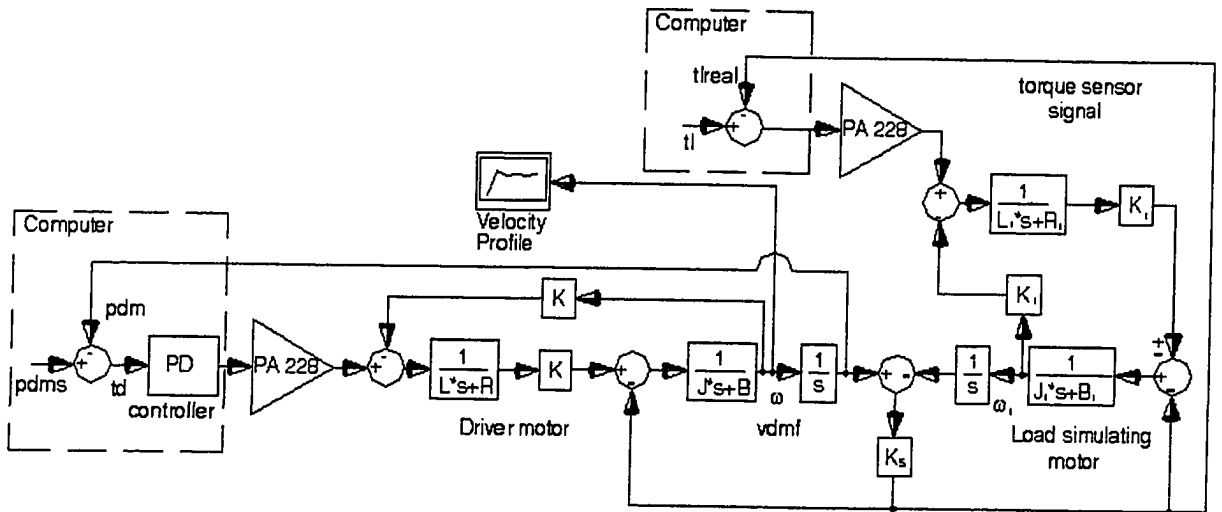 Computer
tlreal
tl
PA 228
torque sensor
signal
1
L₁*s+R₁
K₁
K₁
Velocity
Profile
Computer
pdm
pdms
td
PD
controller
PA 228
K
1
L*s+R
K
Driver motor
1
J*s+B
ω
vdmf
1
s
Ks
1
s
ω₁
1
J₁*s+B₁
Load simulating
motor
+
-
+
-
+
-
+
-
+
-
+
-
+
-
+
-
-